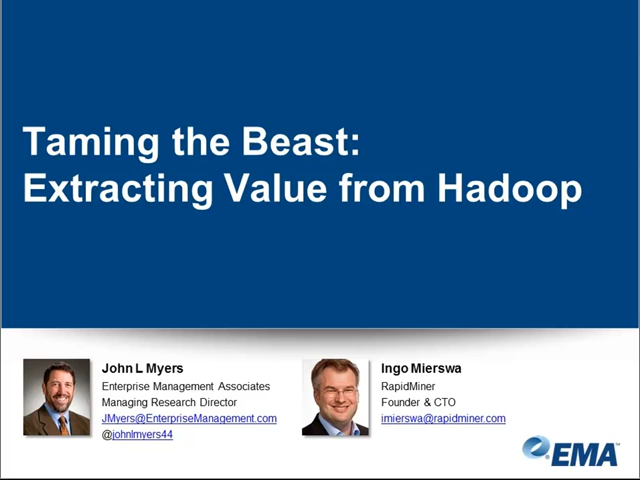 Taming the Beast:
Extracting Value from Hadoop
John L Myers
Enterprise Management Associates
Managing Research Director
JMyers@EnterpriseManagement.com
@johnlmyers44
Ingo Mierswa
RapidMiner
Founder & CTO
imierswa@rapidminer.com
EMA™